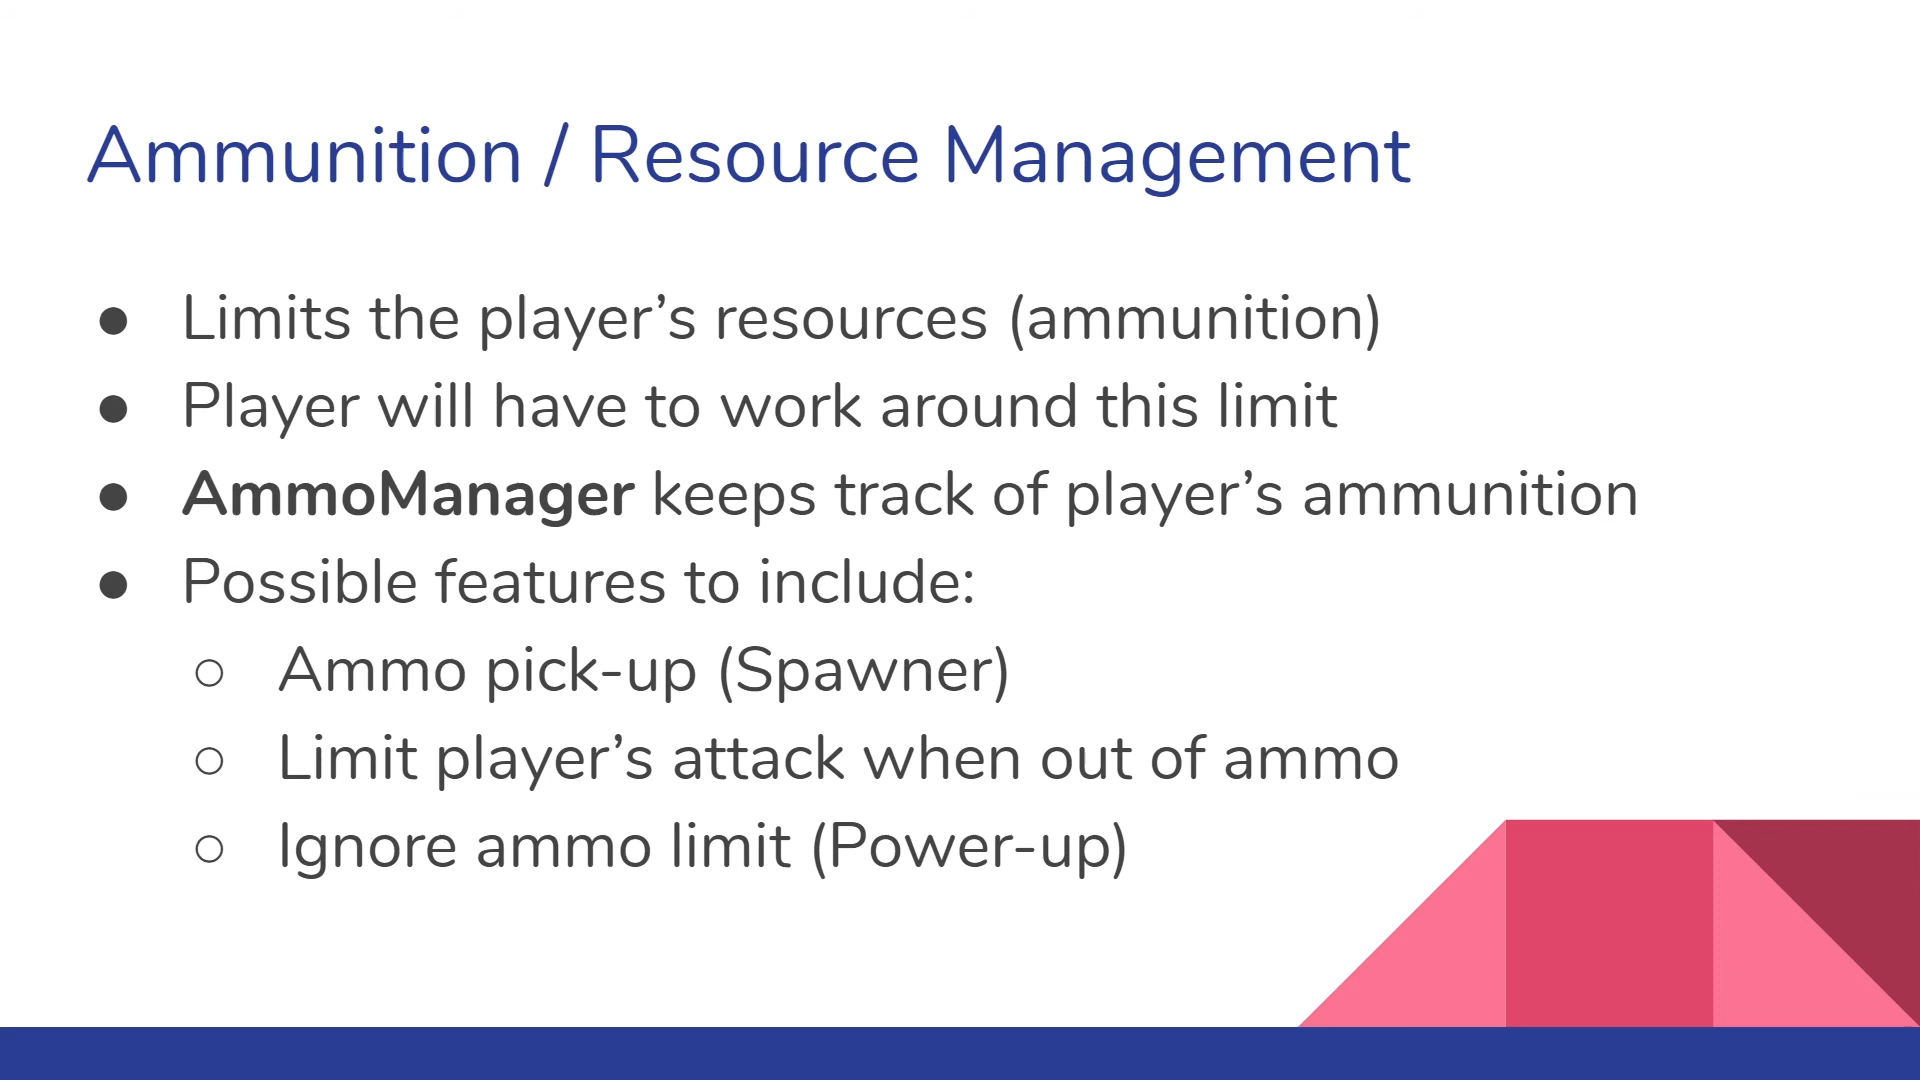 Ammunition / Resource Management
● Limits the player’s resources (ammunition)
● Player will have to work around this limit
● AmmoManager keeps track of player’s ammunition
● Possible features to include:
○ Ammo pick-up (Spawner)
○ Limit player’s attack when out of ammo
○ Ignore ammo limit (Power-up)